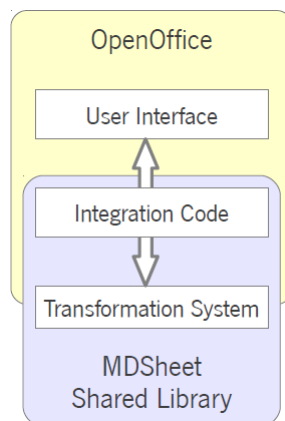 OpenOffice
User Interface
Integration Code
Transformation System
MDSheet
Shared Library